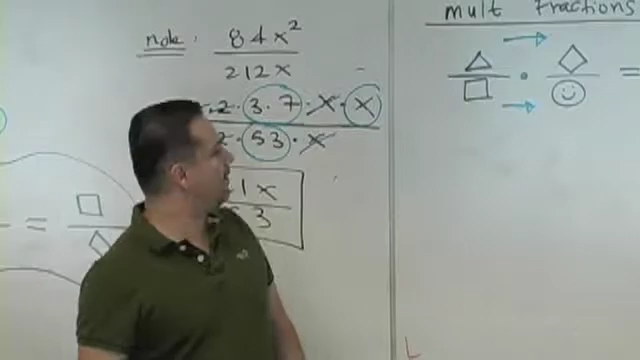 note: 84x²
212x
2 · 3 · 7 · x · x
2 · 53 · x
1x
3
=
mult Fractions
· =